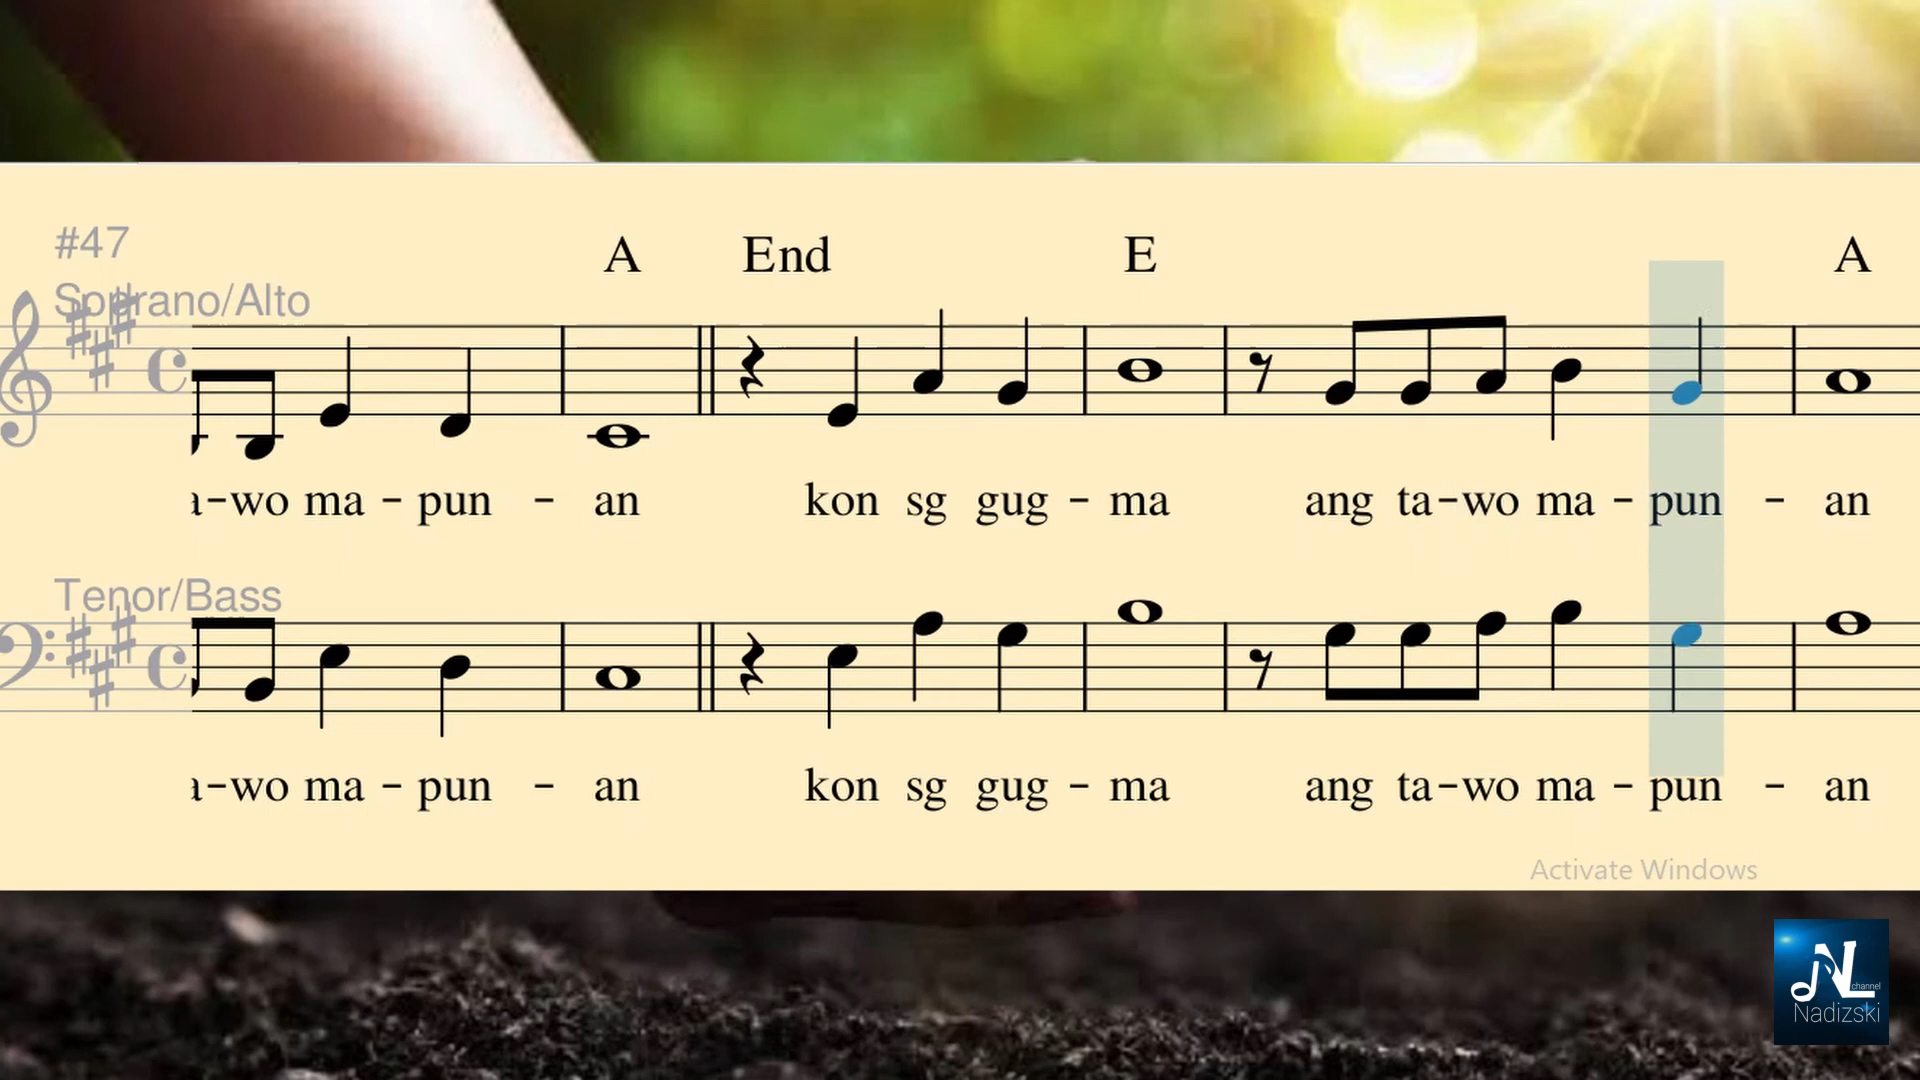 #47
A End E A
Soprano/Alto
a-wo ma - pun - an kon sg gug - ma ang ta-wo ma - pun - an
Tenor/Bass
a-wo ma - pun - an kon sg gug - ma ang ta-wo ma - pun - an
Activate Windows
NL
channel
Nadizski